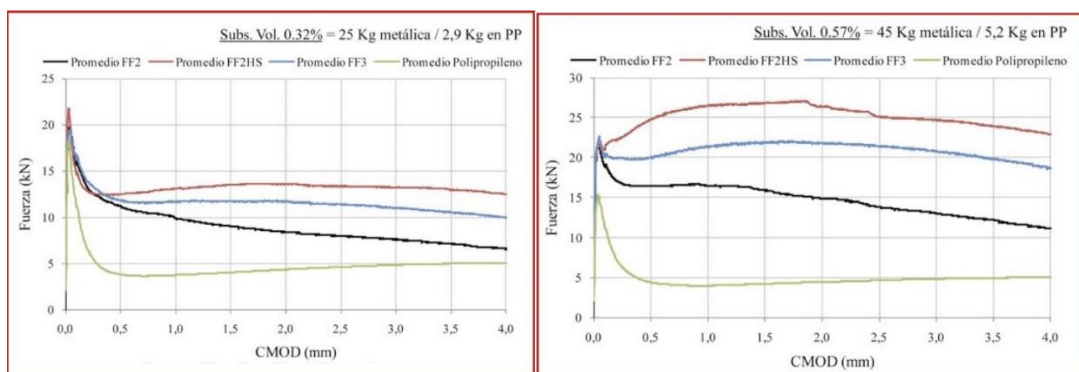 Subs. Vol. 0.32% = 25 Kg metálica / 2,9 Kg en PP
Promedio FF2 Promedio FF2HS Promedio FF3 Promedio Polipropileno
25
20
15
10
5
0
Fuerza (kN)
0,0 0,5 1,0 1,5 2,0 2,5 3,0 3,5 4,0
CMOD (mm)
Subs. Vol. 0.57% = 45 Kg metálica / 5,2 Kg en PP
Promedio FF2 Promedio FF2HS Promedio FF3 Promedio Polipropileno
30
25
20
15
10
5
0
Fuerza (kN)
0,0 0,5 1,0 1,5 2,0 2,5 3,0 3,5 4,0
CMOD (mm)